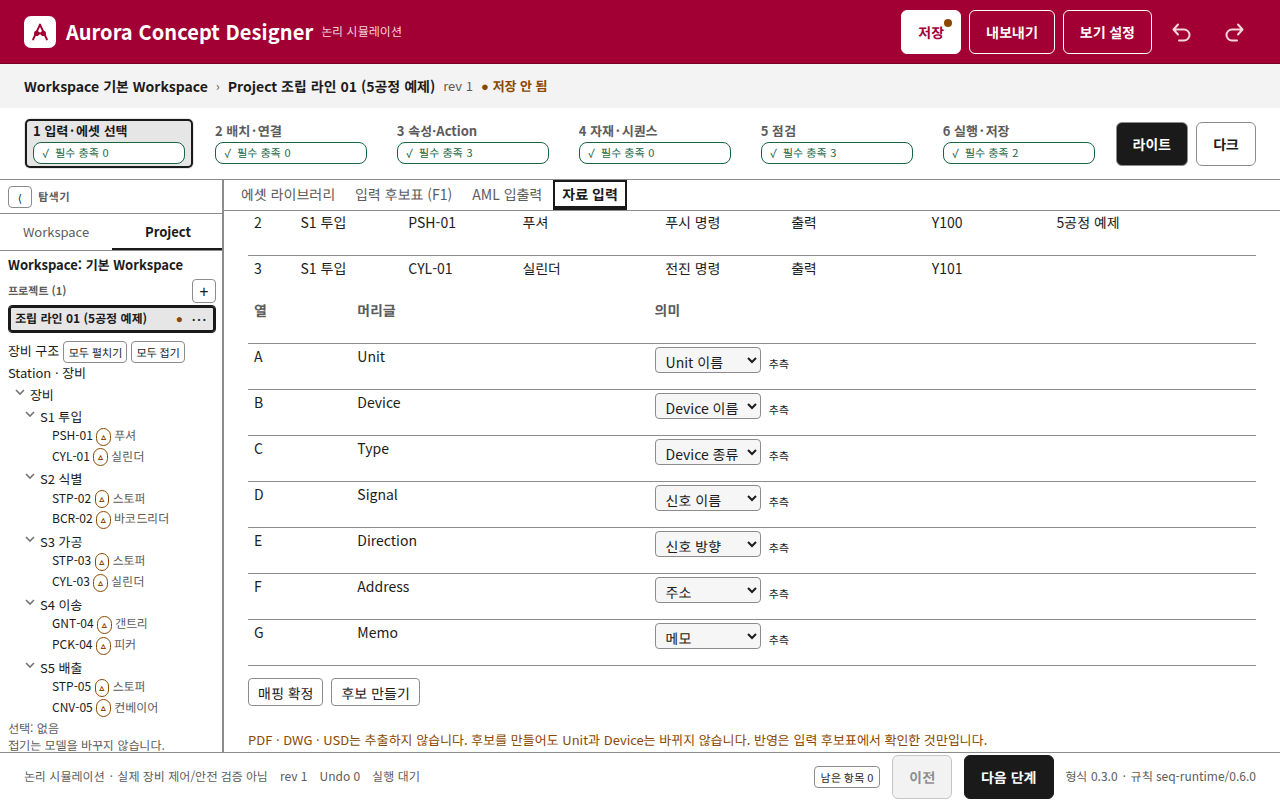 Aurora Concept Designer 논리 시뮬레이션 저장 내보내기 보기 설정
Workspace 기본 Workspace › Project 조립 라인 01 (5공정 예제) rev 1 ● 저장 안 됨
1 입력·에셋 선택 2 배치·연결 3 속성·Action 4 자재·시퀀스 5 점검 6 실행·저장
✓ 필수 충족 0 ✓ 필수 충족 0 ✓ 필수 충족 3 ✓ 필수 충족 0 ✓ 필수 충족 3 ✓ 필수 충족 2
라이트 다크
⟨ 탐색기
Workspace Project
Workspace: 기본 Workspace
프로젝트 (1) +
조립 라인 01 (5공정 예제) ● ···
장비 구조 모두 펼치기 모두 접기
Station · 장비
장비
S1 투입
PSH-01 △ 푸셔
CYL-01 △ 실린더
S2 식별
STP-02 △ 스토퍼
BCR-02 △ 바코드리더
S3 가공
STP-03 △ 스토퍼
CYL-03 △ 실린더
S4 이송
GNT-04 △ 갠트리
PCK-04 △ 피커
S5 배출
STP-05 △ 스토퍼
CNV-05 △ 컨베이어
선택: 없음
접기는 모델을 바꾸지 않습니다.
에셋 라이브러리 입력 후보표 (F1) AML 입출력 자료 입력
2 S1 투입 PSH-01 푸셔 푸시 명령 출력 Y100 5공정 예제
3 S1 투입 CYL-01 실린더 전진 명령 출력 Y101
열 머리글 의미
A Unit Unit 이름 추측
B Device Device 이름 추측
C Type Device 종류 추측
D Signal 신호 이름 추측
E Direction 신호 방향 추측
F Address 주소 추측
G Memo 메모 추측
매핑 확정 후보 만들기
PDF · DWG · USD는 추출하지 않습니다. 후보를 만들어도 Unit과 Device는 바뀌지 않습니다. 반영은 입력 후보표에서 확인한 것만입니다.
논리 시뮬레이션 · 실제 장비 제어/안전 검증 아님 rev 1 Undo 0 실행 대기 남은 항목 0 이전 다음 단계 형식 0.3.0 · 규칙 seq-runtime/0.6.0